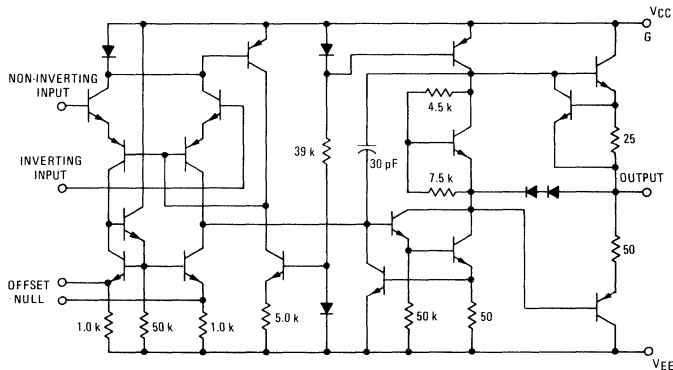 VCC
G
NON-INVERTING
INPUT
4.5 k
25
39 k
30 pF
INVERTING
INPUT
7.5 k
OUTPUT
50
OFFSET
NULL
1.0 k
50 k
1.0 k
5.0 k
50 k
50
VEE